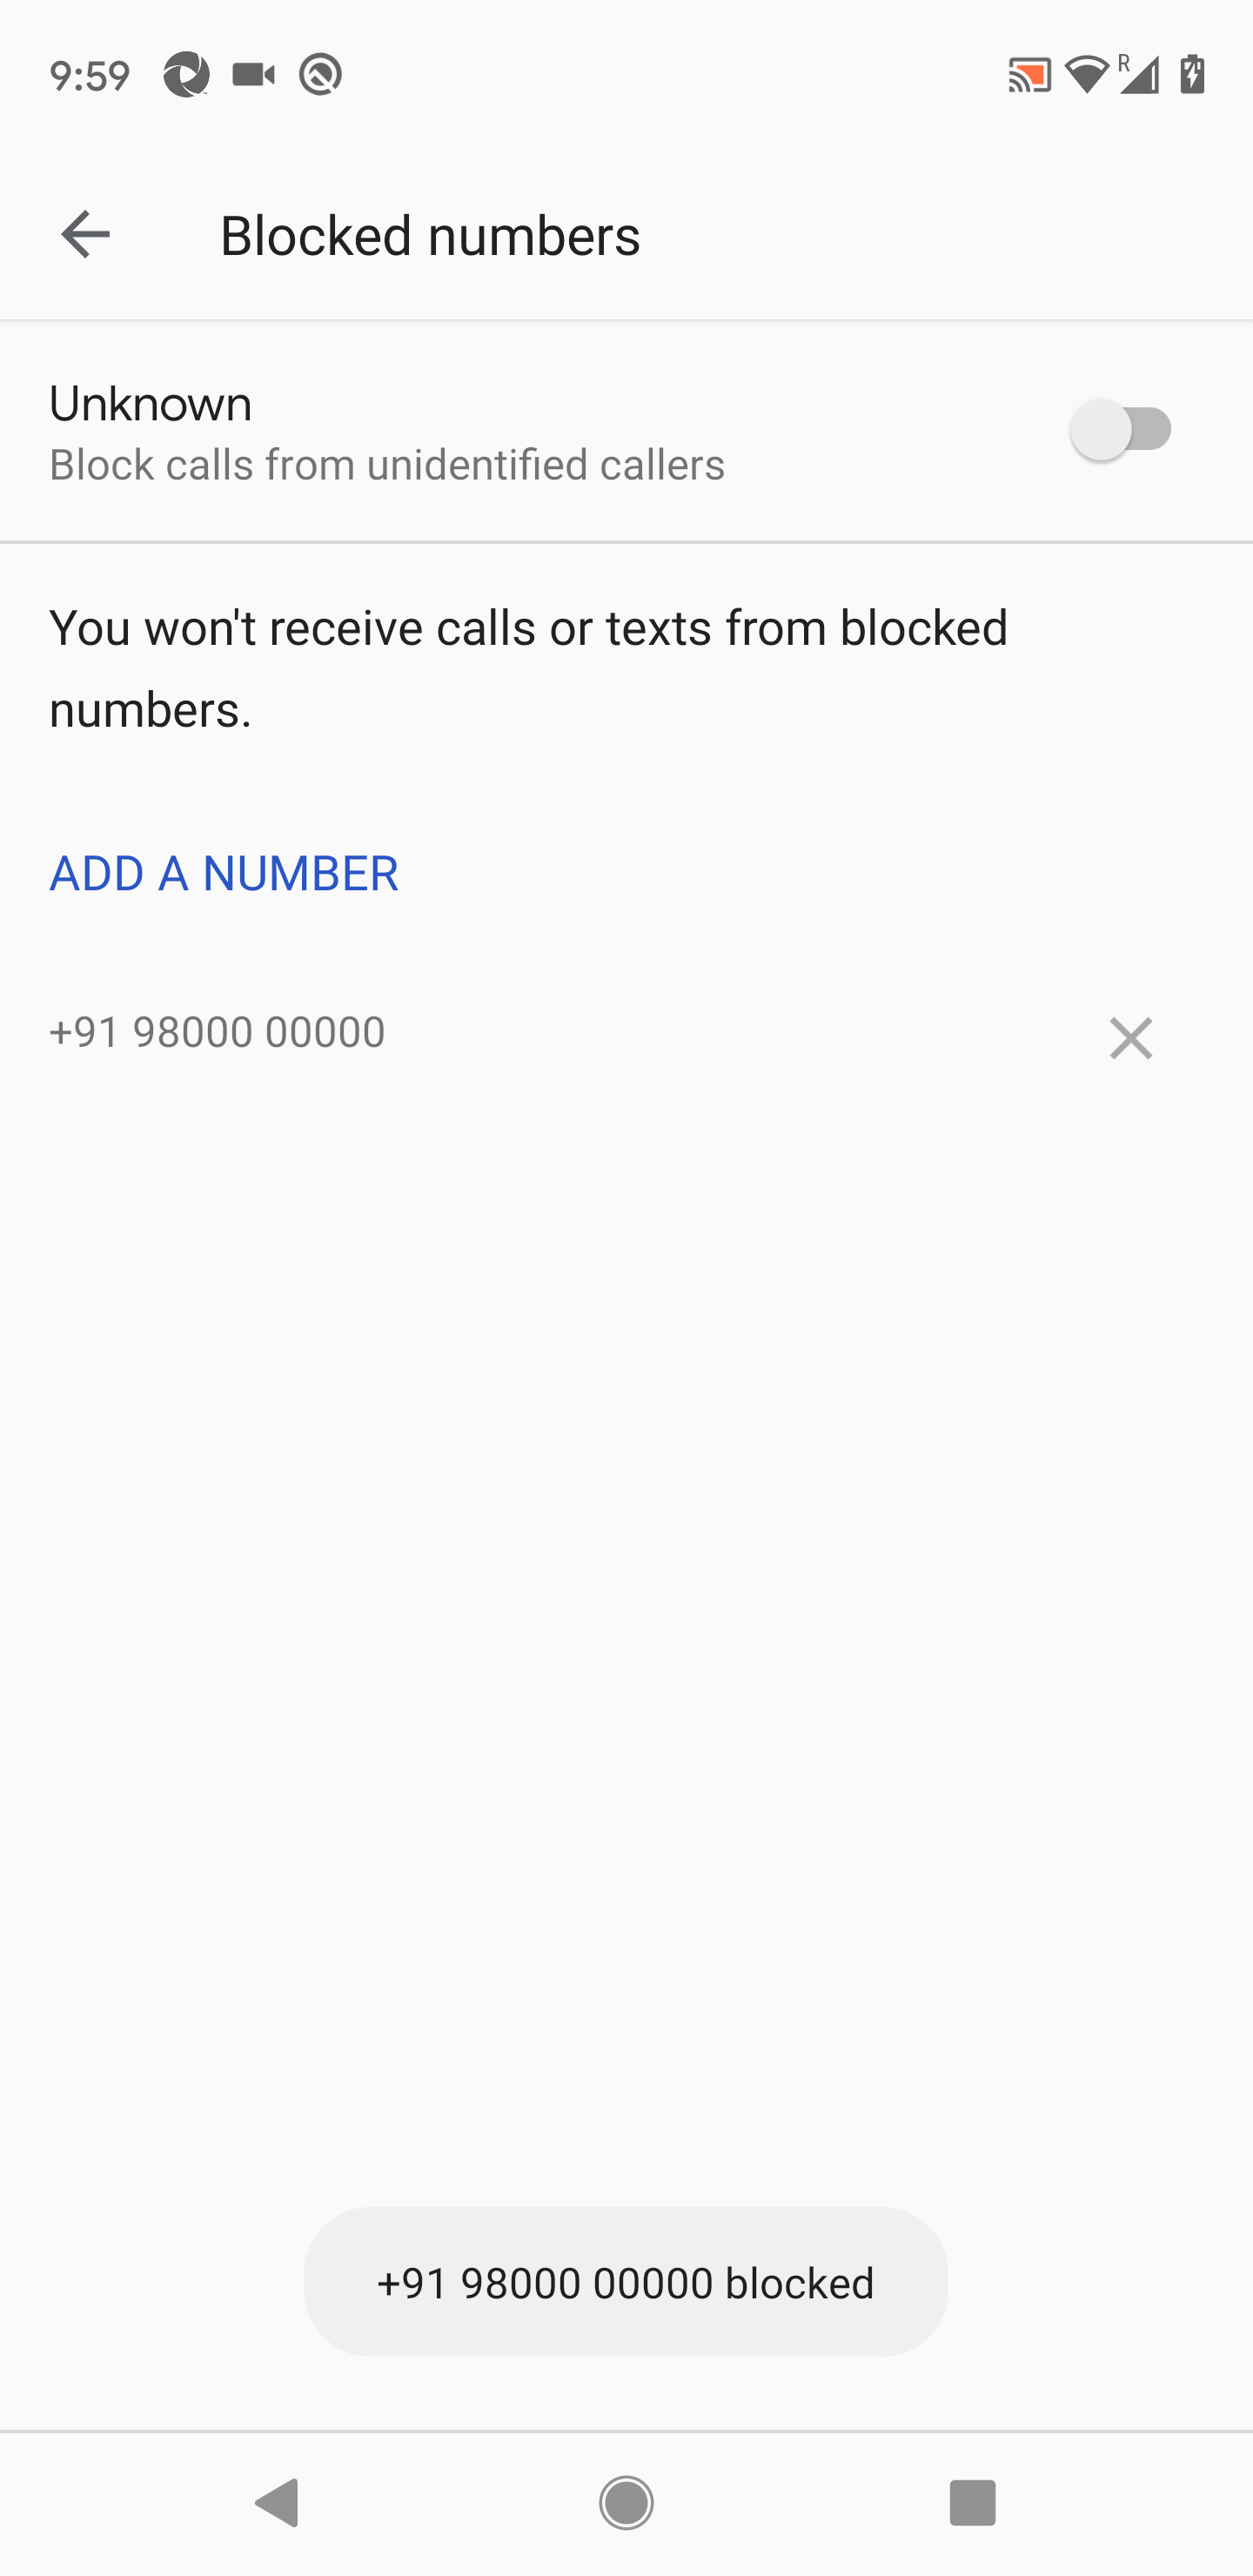 9:59
R
Blocked numbers
Unknown
Block calls from unidentified callers
You won't receive calls or texts from blocked
numbers.
ADD A NUMBER
+91 98000 00000
+91 98000 00000 blocked